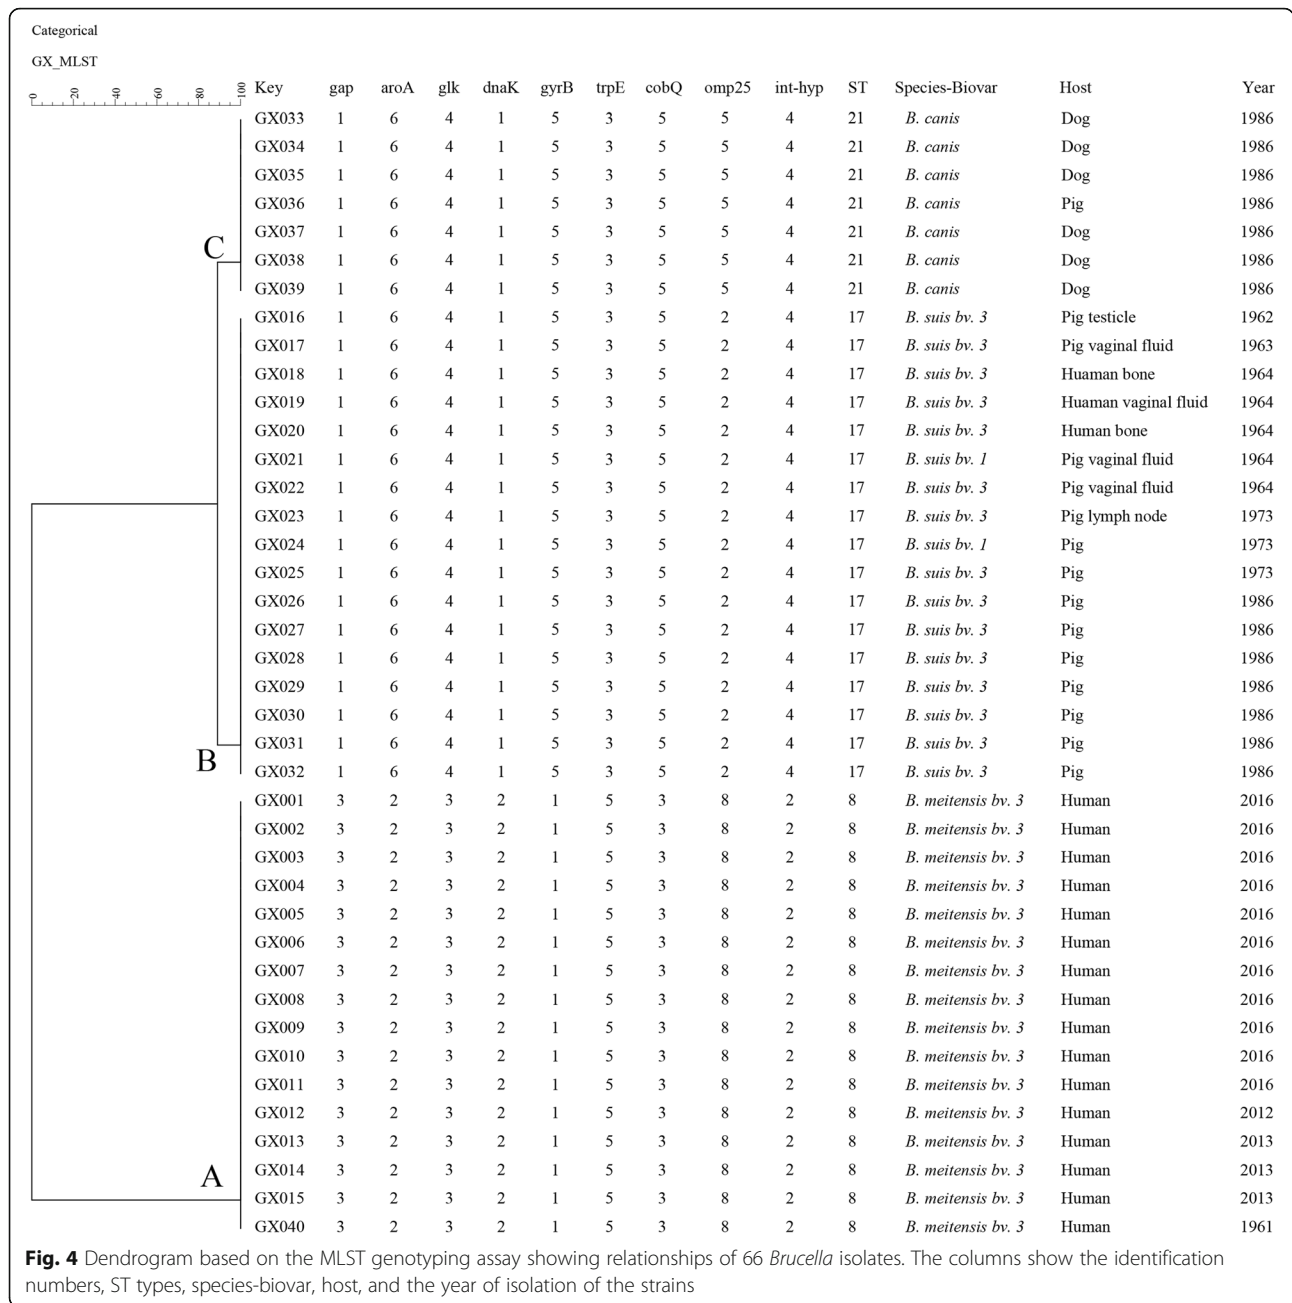 Categorical
GX_MLST
0 20 40 60 80 100 Key gap aroA glk dnaK gyrB trpE cobQ omp25 int-hyp ST Species-Biovar Host Year
GX033 1 6 4 1 5 3 5 5 4 21 B. canis Dog 1986
GX034 1 6 4 1 5 3 5 5 4 21 B. canis Dog 1986
GX035 1 6 4 1 5 3 5 5 4 21 B. canis Dog 1986
GX036 1 6 4 1 5 3 5 5 4 21 B. canis Pig 1986
GX037 1 6 4 1 5 3 5 5 4 21 B. canis Dog 1986
C GX038 1 6 4 1 5 3 5 5 4 21 B. canis Dog 1986
GX039 1 6 4 1 5 3 5 5 4 21 B. canis Dog 1986
GX016 1 6 4 1 5 3 5 2 4 17 B. suis bv. 3 Pig testicle 1962
GX017 1 6 4 1 5 3 5 2 4 17 B. suis bv. 3 Pig vaginal fluid 1963
GX018 1 6 4 1 5 3 5 2 4 17 B. suis bv. 3 Huaman bone 1964
GX019 1 6 4 1 5 3 5 2 4 17 B. suis bv. 3 Huaman vaginal fluid 1964
GX020 1 6 4 1 5 3 5 2 4 17 B. suis bv. 3 Human bone 1964
GX021 1 6 4 1 5 3 5 2 4 17 B. suis bv. 1 Pig vaginal fluid 1964
GX022 1 6 4 1 5 3 5 2 4 17 B. suis bv. 3 Pig vaginal fluid 1964
GX023 1 6 4 1 5 3 5 2 4 17 B. suis bv. 3 Pig lymph node 1973
GX024 1 6 4 1 5 3 5 2 4 17 B. suis bv. 1 Pig 1973
GX025 1 6 4 1 5 3 5 2 4 17 B. suis bv. 3 Pig 1973
GX026 1 6 4 1 5 3 5 2 4 17 B. suis bv. 3 Pig 1986
GX027 1 6 4 1 5 3 5 2 4 17 B. suis bv. 3 Pig 1986
GX028 1 6 4 1 5 3 5 2 4 17 B. suis bv. 3 Pig 1986
GX029 1 6 4 1 5 3 5 2 4 17 B. suis bv. 3 Pig 1986
GX030 1 6 4 1 5 3 5 2 4 17 B. suis bv. 3 Pig 1986
GX031 1 6 4 1 5 3 5 2 4 17 B. suis bv. 3 Pig 1986
B GX032 1 6 4 1 5 3 5 2 4 17 B. suis bv. 3 Pig 1986
GX001 3 2 3 2 1 5 3 8 2 8 B. meitensis bv. 3 Human 2016
GX002 3 2 3 2 1 5 3 8 2 8 B. meitensis bv. 3 Human 2016
GX003 3 2 3 2 1 5 3 8 2 8 B. meitensis bv. 3 Human 2016
GX004 3 2 3 2 1 5 3 8 2 8 B. meitensis bv. 3 Human 2016
GX005 3 2 3 2 1 5 3 8 2 8 B. meitensis bv. 3 Human 2016
GX006 3 2 3 2 1 5 3 8 2 8 B. meitensis bv. 3 Human 2016
GX007 3 2 3 2 1 5 3 8 2 8 B. meitensis bv. 3 Human 2016
GX008 3 2 3 2 1 5 3 8 2 8 B. meitensis bv. 3 Human 2016
GX009 3 2 3 2 1 5 3 8 2 8 B. meitensis bv. 3 Human 2016
GX010 3 2 3 2 1 5 3 8 2 8 B. meitensis bv. 3 Human 2016
GX011 3 2 3 2 1 5 3 8 2 8 B. meitensis bv. 3 Human 2016
GX012 3 2 3 2 1 5 3 8 2 8 B. meitensis bv. 3 Human 2012
GX013 3 2 3 2 1 5 3 8 2 8 B. meitensis bv. 3 Human 2013
A GX014 3 2 3 2 1 5 3 8 2 8 B. meitensis bv. 3 Human 2013
GX015 3 2 3 2 1 5 3 8 2 8 B. meitensis bv. 3 Human 2013
GX040 3 2 3 2 1 5 3 8 2 8 B. meitensis bv. 3 Human 1961
Fig. 4 Dendrogram based on the MLST genotyping assay showing relationships of 66 Brucella isolates. The columns show the identification
numbers, ST types, species-biovar, host, and the year of isolation of the strains